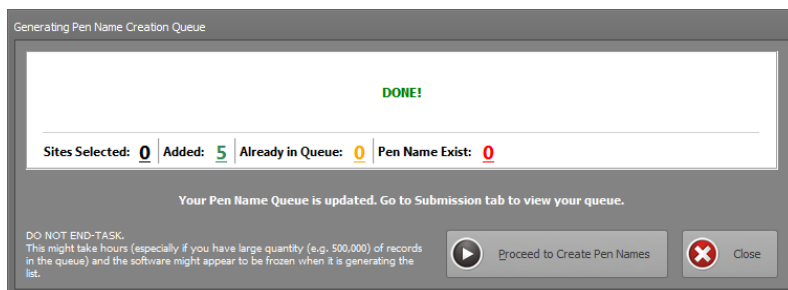 Generating Pen Name Creation Queue
DONE!
Sites Selected: 0 Added: 5 Already in Queue: 0 Pen Name Exist: 0
Your Pen Name Queue is updated. Go to Submission tab to view your queue.
DO NOT END-TASK.
This might take hours (especially if you have large quantity (e.g. 500,000) of records
in the queue) and the software might appear to be frozen when it is generating the
list.
Proceed to Create Pen Names
Close